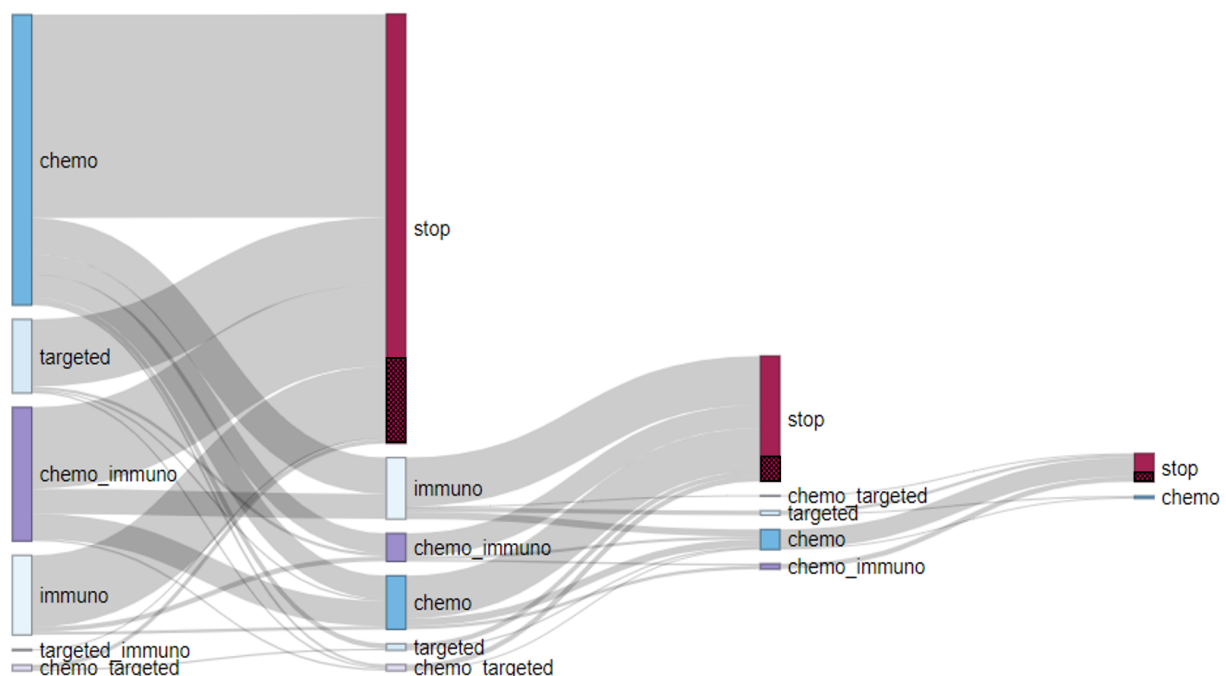 chemo
targeted
chemo_immuno
immuno
targeted_immuno
chemo_targeted
stop
immuno
chemo_immuno
chemo
targeted
chemo_targeted
stop
chemo_targeted
targeted
chemo
chemo_immuno
stop
chemo